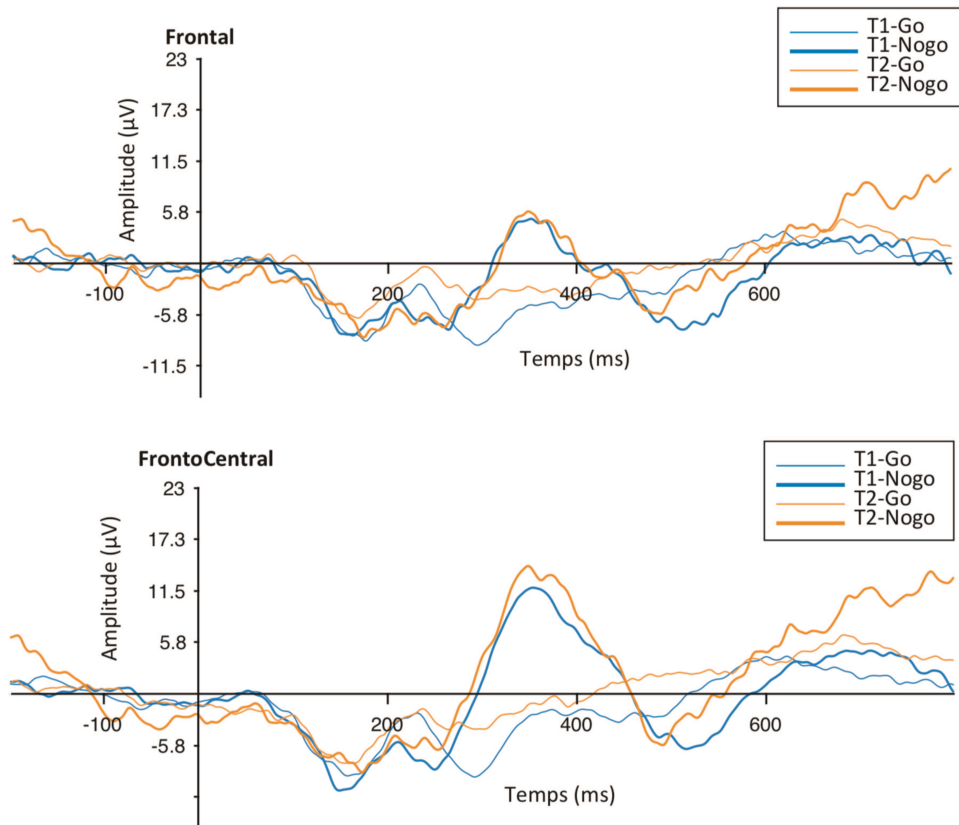 Frontal
T1-Go
T1-Nogo
T2-Go
T2-Nogo
Amplitude (µV)
23
17.3
11.5
5.8
-5.8
-11.5
-100
200
400
600
Temps (ms)
FrontoCentral
T1-Go
T1-Nogo
T2-Go
T2-Nogo
Amplitude (µV)
23
17.3
11.5
5.8
-5.8
-100
200
400
600
Temps (ms)